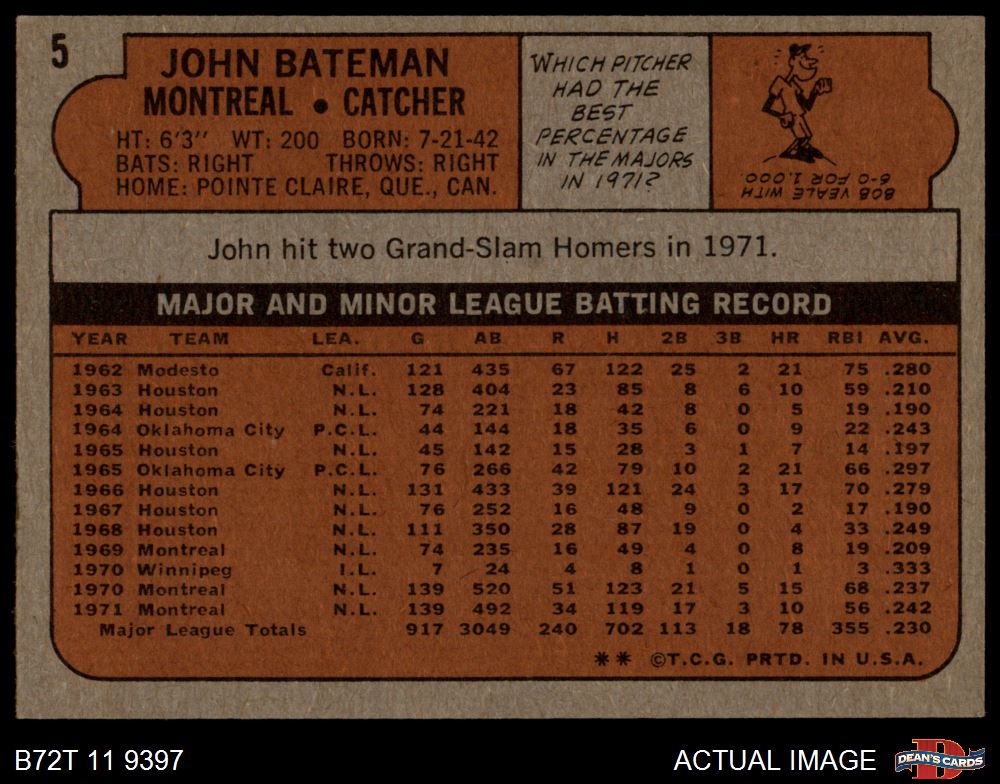 5
JOHN BATEMAN
MONTREAL • CATCHER
HT: 6'3" WT: 200 BORN: 7-21-42
BATS: RIGHT THROWS: RIGHT
HOME: POINTE CLAIRE, QUE., CAN.
WHICH PITCHER
HAD THE
BEST
PERCENTAGE
IN THE MAJORS
IN 1971?
BOB VEALE WITH
6-0 FOR 1.000
John hit two Grand-Slam Homers in 1971.
MAJOR AND MINOR LEAGUE BATTING RECORD
YEAR TEAM LEA. G AB R H 2B 3B HR RBI AVG.
1962 Modesto Calif. 121 435 67 122 25 2 21 75 .280
1963 Houston N.L. 128 404 23 85 8 6 10 59 .210
1964 Houston N.L. 74 221 18 42 8 0 5 19 .190
1964 Oklahoma City P.C.L. 44 144 18 35 6 0 9 22 .243
1965 Houston N.L. 45 142 15 28 3 1 7 14 .197
1965 Oklahoma City P.C.L. 76 266 42 79 10 2 21 66 .297
1966 Houston N.L. 131 433 39 121 24 3 17 70 .279
1967 Houston N.L. 76 252 16 48 9 0 2 17 .190
1968 Houston N.L. 111 350 28 87 19 0 4 33 .249
1969 Montreal N.L. 74 235 16 49 4 0 8 19 .209
1970 Winnipeg I.L. 7 24 4 8 1 0 1 3 .333
1970 Montreal N.L. 139 520 51 123 21 5 15 68 .237
1971 Montreal N.L. 139 492 34 119 17 3 10 56 .242
Major League Totals 917 3049 240 702 113 18 78 355 .230
** ©T.C.G. PRTD. IN U.S.A.
B72T 11 9397
ACTUAL IMAGE
D
DEAN'S CARDS